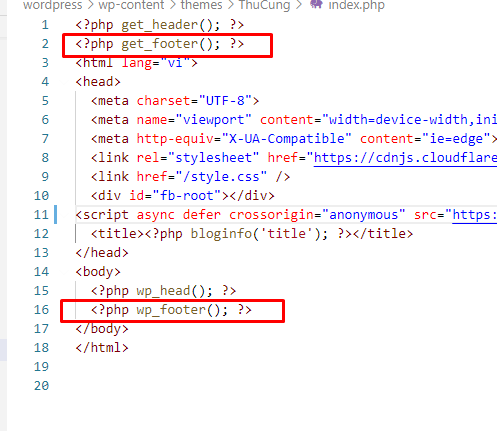 wordpress > wp-content > themes > ThuCung > index.php
1 <?php get_header(); ?>
2 <?php get_footer(); ?>
3 <html lang="vi">
4 <head>
5 <meta charset="UTF-8">
6 <meta name="viewport" content="width=device-width,ini
7 <meta http-equiv="X-UA-Compatible" content="ie=edge">
8 <link rel="stylesheet" href="https://cdnjs.cloudflare
9 <link href="/style.css" />
10 <div id="fb-root"></div>
11 <script async defer crossorigin="anonymous" src="https:
12 <title><?php bloginfo('title'); ?></title>
13 </head>
14 <body>
15 <?php wp_head(); ?>
16 <?php wp_footer(); ?>
17 </body>
18 </html>
19
20